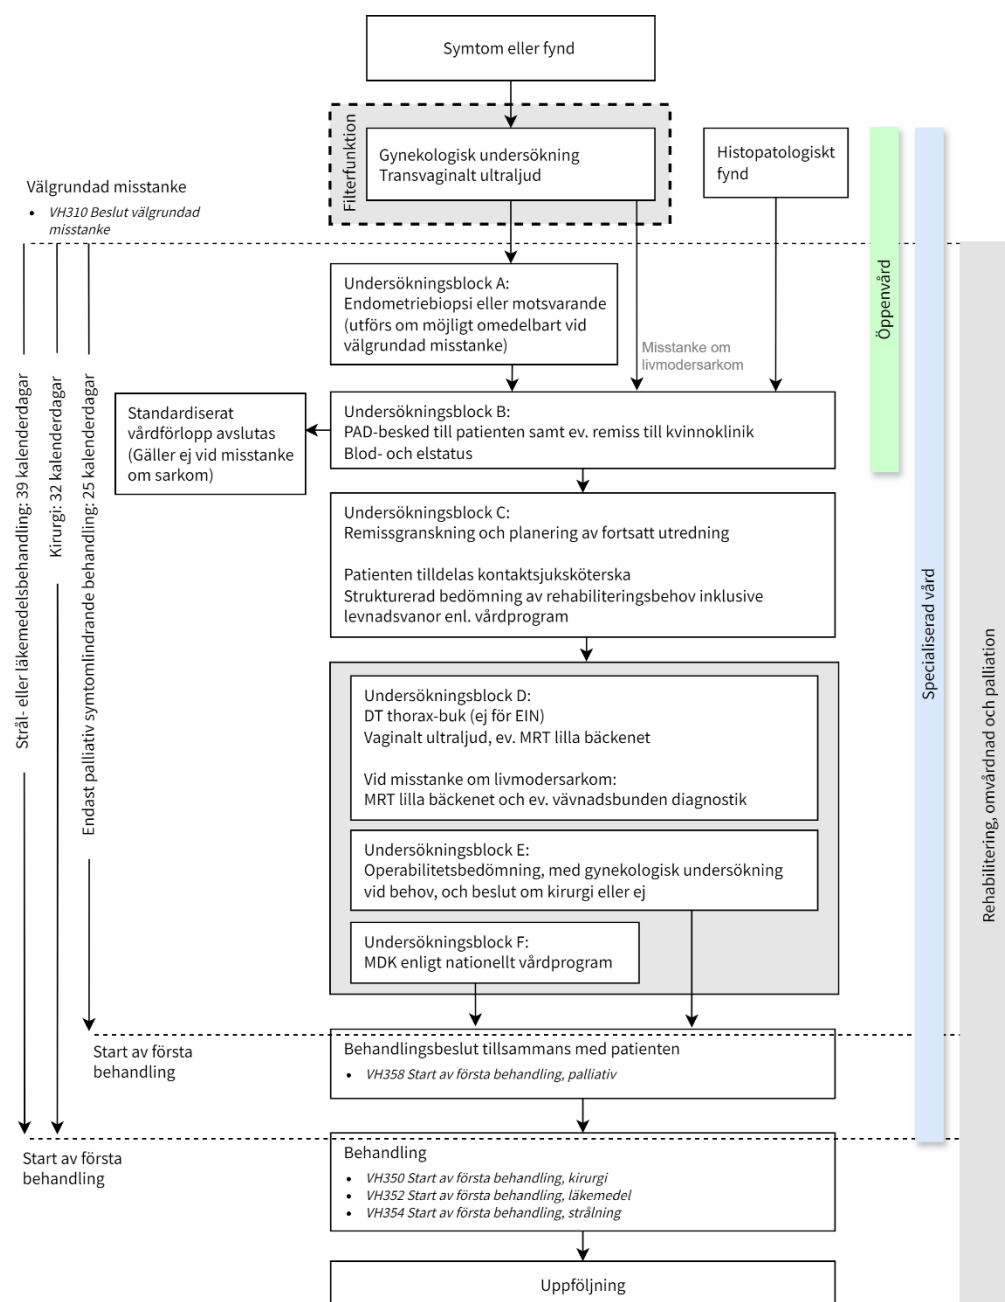 Symtom eller fynd
Filterfunktion
Gynekologisk undersökning
Transvaginalt ultraljud
Histopatologiskt
fynd
Välgrundad misstanke
• VH310 Beslut välgrundad
misstanke
Undersökningsblock A:
Endometriebiopsi eller motsvarande
(utförs om möjligt omedelbart vid
välgrundad misstanke)
Misstanke om
livmodersarkom
Öppenvård
Standardiserat
vårdförlopp avslutas
(Gäller ej vid misstanke
om sarkom)
Undersökningsblock B:
PAD-besked till patienten samt ev. remiss till kvinnoklinik
Blod- och elstatus
Strål- eller läkemedelsbehandling: 39 kalenderdagar
Kirurgi: 32 kalenderdagar
Endast palliativ symtomlindrande behandling: 25 kalenderdagar
Undersökningsblock C:
Remissgranskning och planering av fortsatt utredning
Patienten tilldelas kontaktsjuksköterska
Strukturerad bedömning av rehabiliteringsbehov inklusive
levnadsvanor enl. vårdprogram
Specialiserad vård
Rehabilitering, omvårdnad och palliation
Undersökningsblock D:
DT thorax-buk (ej för EIN)
Vaginalt ultraljud, ev. MRT lilla bäckenet
Vid misstanke om livmodersarkom:
MRT lilla bäckenet och ev. vävnadsbunden diagnostik
Undersökningsblock E:
Operabilitetsbedömning, med gynekologisk undersökning
vid behov, och beslut om kirurgi eller ej
Undersökningsblock F:
MDK enligt nationellt vårdprogram
Start av första
behandling
Behandlingsbeslut tillsammans med patienten
• VH358 Start av första behandling, palliativ
Start av första
behandling
Behandling
• VH350 Start av första behandling, kirurgi
• VH352 Start av första behandling, läkemedel
• VH354 Start av första behandling, strålning
Uppföljning